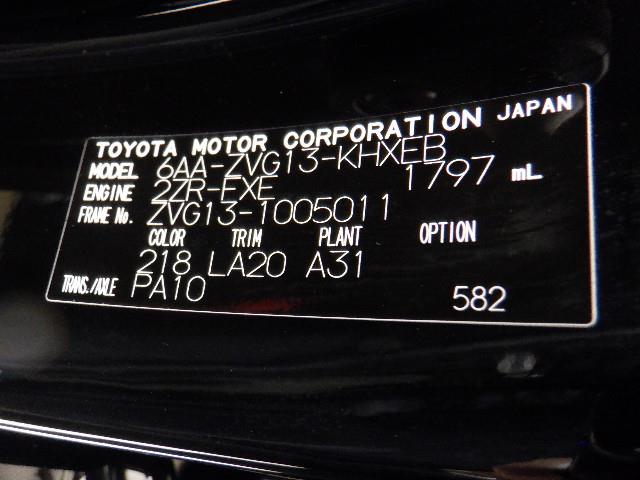 TOYOTA MOTOR CORPORATION JAPAN
MODEL 6AA-ZVG13-KHXEB
ENGINE 2ZR-EXE 1797 mL
FRAME No. ZVG13-1005011
COLOR TRIM PLANT OPTION
218 LA20 A31
TRANS./AXLE PA10 582